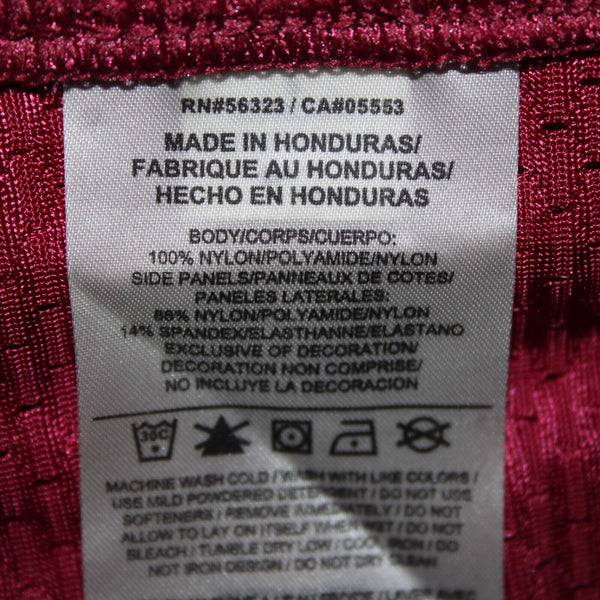 RN#56323 / CA#05553
MADE IN HONDURAS/
FABRIQUE AU HONDURAS/
HECHO EN HONDURAS
BODY/CORPS/CUERPO:
100% NYLON/POLYAMIDE/NYLON
SIDE PANELS/PANNEAUX DE COTES/
PANELES LATERALES:
86% NYLON/POLYAMIDE/NYLON
14% SPANDEX/ELASTHANNE/ELASTANO
EXCLUSIVE OF DECORATION/
DECORATION NON COMPRISE/
NO INCLUYE LA DECORACION
30C
MACHINE WASH COLD / WASH WITH LIKE COLORS /
USE MILD POWDERED DETERGENT / DO NOT USE
SOFTENERS / REMOVE IMMEDIATELY / DO NOT
ALLOW TO LAY ON ITSELF WHEN WET / DO NOT
BLEACH / TUMBLE DRY LOW / COOL IRON / DO
NOT IRON DESIGN / DO NOT DRY CLEAN